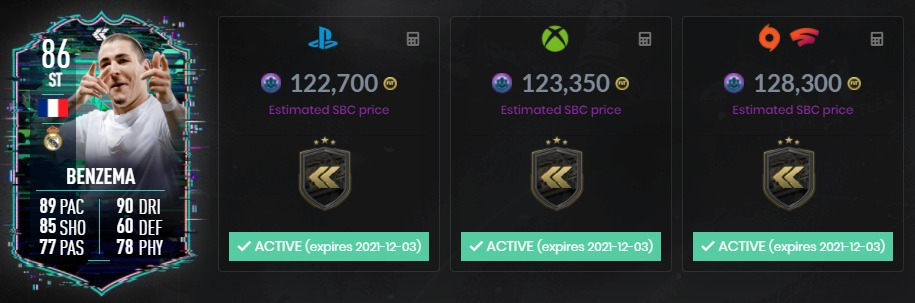 86
ST
BENZEMA
89 PAC
90 DRI
85 SHO
60 DEF
77 PAS
78 PHY
122,700
Estimated SBC price
ACTIVE (expires 2021-12-03)
123,350
Estimated SBC price
ACTIVE (expires 2021-12-03)
128,300
Estimated SBC price
ACTIVE (expires 2021-12-03)